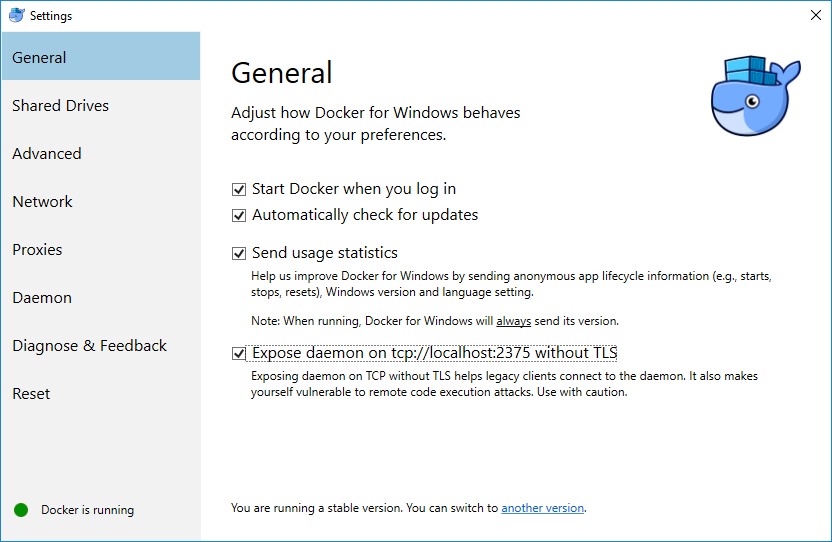 Settings
General
Shared Drives
Advanced
Network
Proxies
Daemon
Diagnose & Feedback
Reset
Docker is running
General
Adjust how Docker for Windows behaves
according to your preferences.
Start Docker when you log in
Automatically check for updates
Send usage statistics
Help us improve Docker for Windows by sending anonymous app lifecycle information (e.g., starts,
stops, resets), Windows version and language setting.
Note: When running, Docker for Windows will always send its version.
Expose daemon on tcp://localhost:2375 without TLS
Exposing daemon on TCP without TLS helps legacy clients connect to the daemon. It also makes
yourself vulnerable to remote code execution attacks. Use with caution.
You are running a stable version. You can switch to another version.